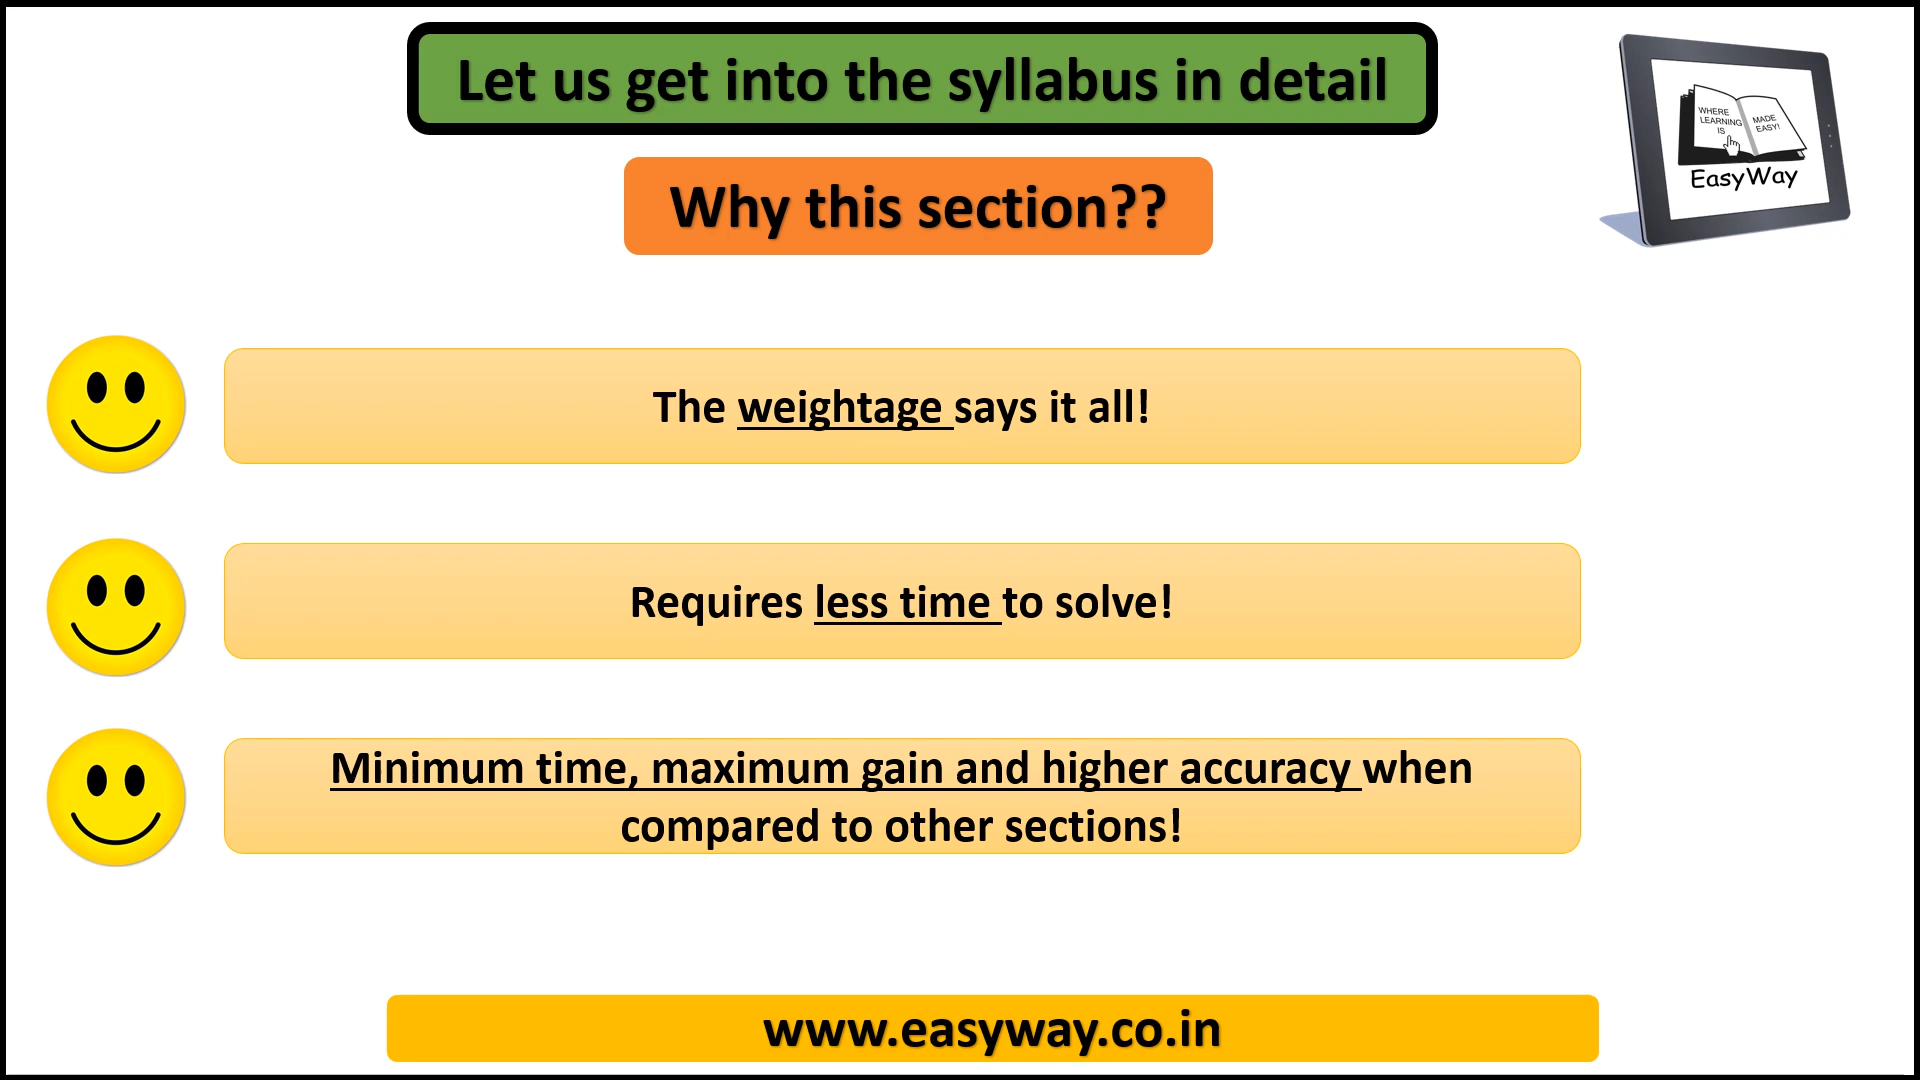 Let us get into the syllabus in detail
WHERE
LEARNING
IS
MADE
EASY!
EasyWay
Why this section??
The weightage says it all!
Requires less time to solve!
Minimum time, maximum gain and higher accuracy when
compared to other sections!
www.easyway.co.in